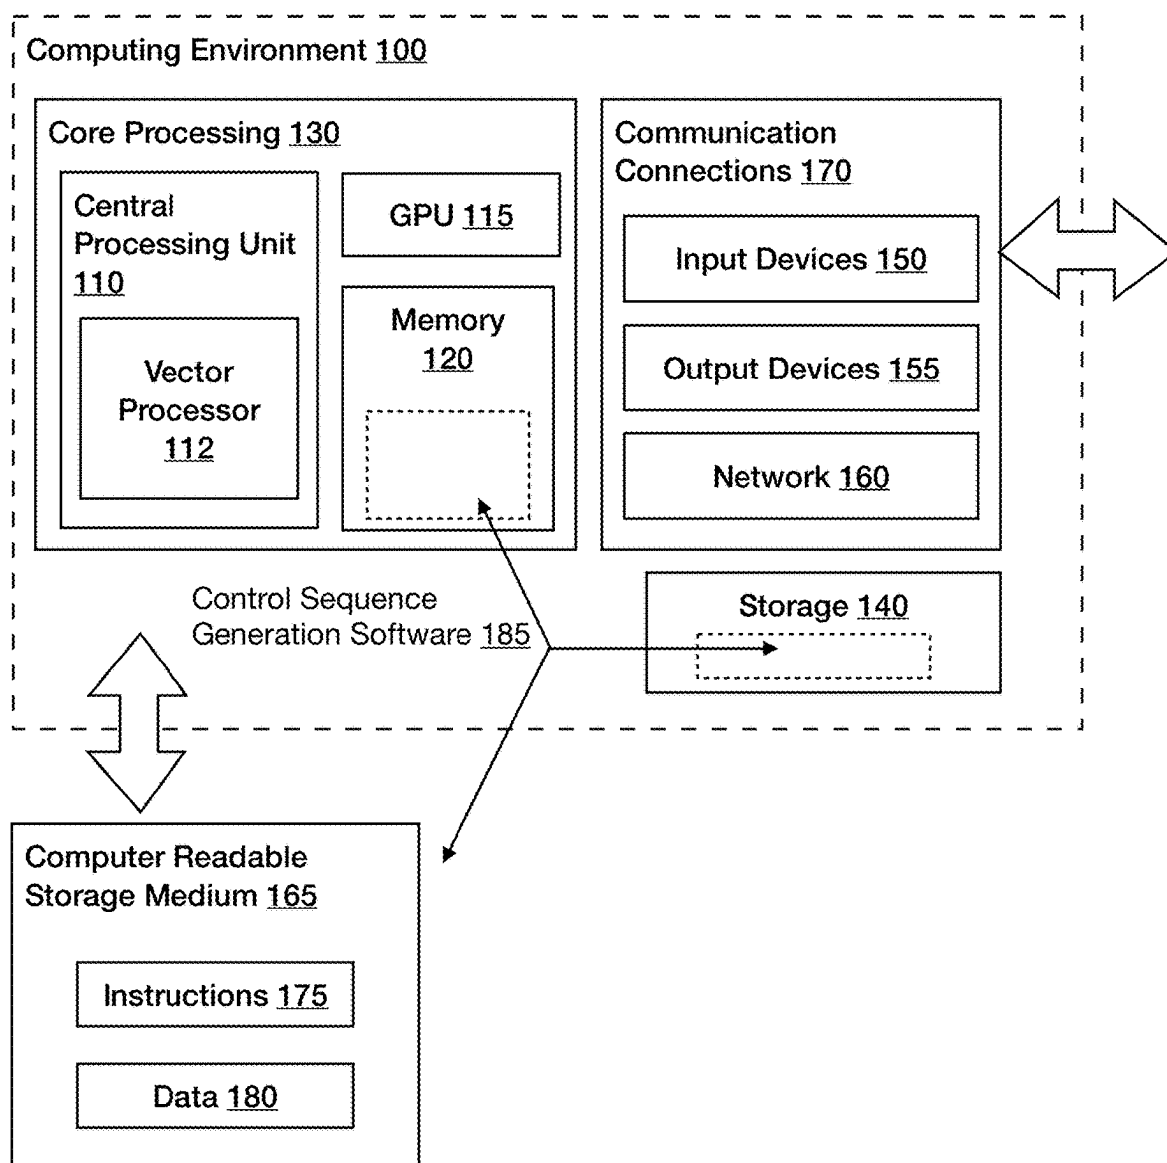 Computing Environment 100
Core Processing 130
Central
Processing Unit
110
Vector
Processor
112
GPU 115
Memory
120
Communication
Connections 170
Input Devices 150
Output Devices 155
Network 160
Control Sequence
Generation Software 185
Storage 140
Computer Readable
Storage Medium 165
Instructions 175
Data 180